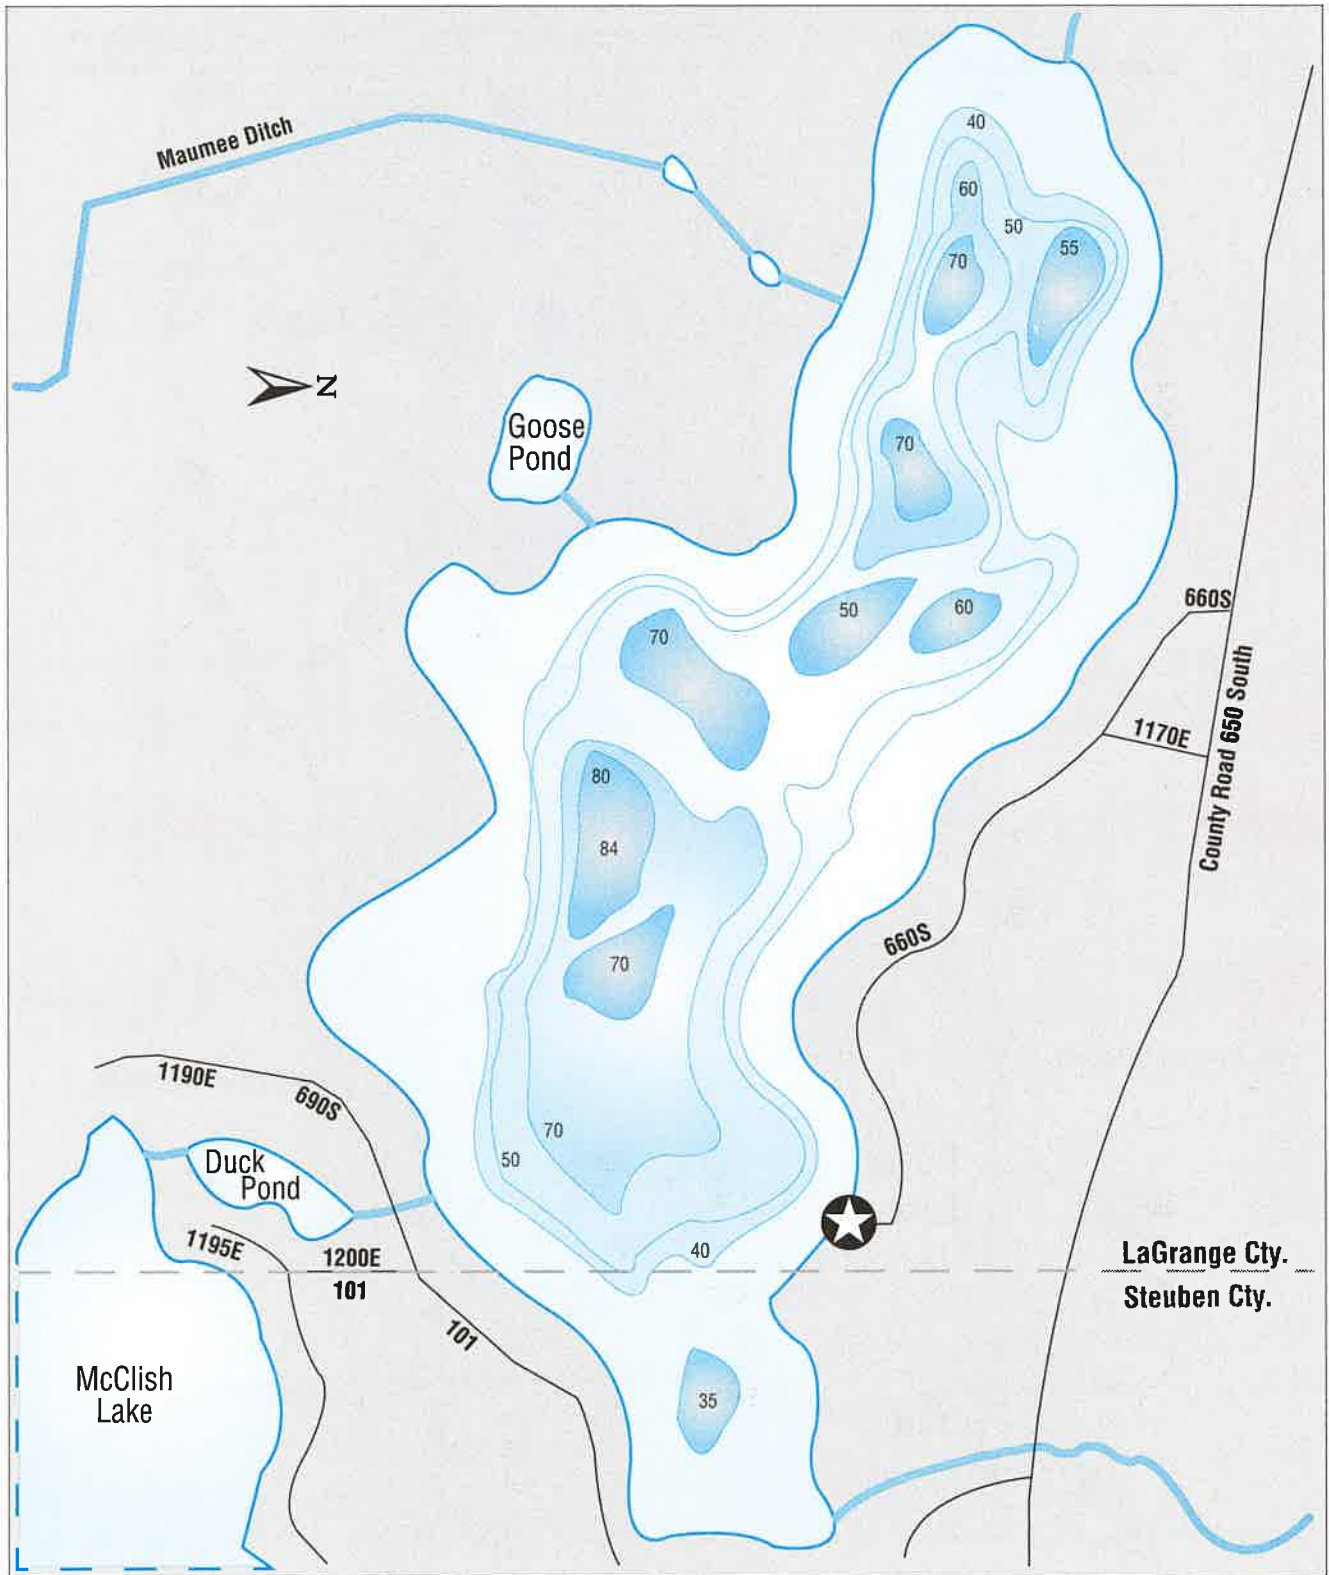 40
Maumee Ditch
60
50
55
70
N
Goose
Pond
70
660S
50
60
70
County Road 650 South
1170E
80
84
660S
70
1190E
690S
70
50
Duck
Pond
1195E
1200E
40
LaGrange Cty.
101
Steuben Cty.
101
McClish
Lake
35